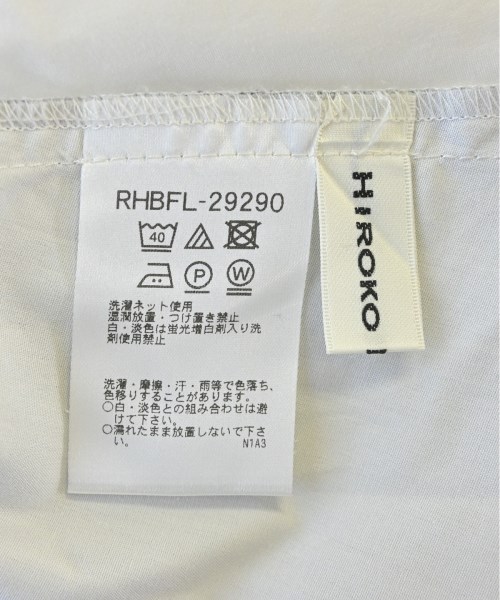 RHBFL-29290
40
P W
洗濯ネット使用
湿潤放置・つけ置き禁止
白・淡色は蛍光増白剤入り洗
剤使用禁止
洗濯・摩擦・汗・雨等で色落ち、
色移りすることがあります。
○白・淡色との組み合わせは避
けて下さい。
○濡れたまま放置しないで下さ
い。
N1A3
HIROKO